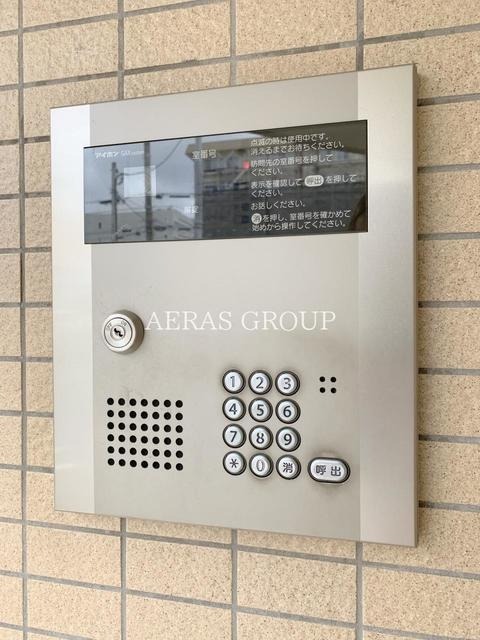 アイホン
室番号
点滅の時は使用中です。
消えるまでお待ちください。
訪問先の室番号を押して
ください。
表示を確認して 呼出 を押して
ください。
お話しください。
消 を押し、室番号を確かめて
始めから操作してください。
解錠
AERAS GROUP
1 2 3
4 5 6
7 8 9
* 0 消 呼出